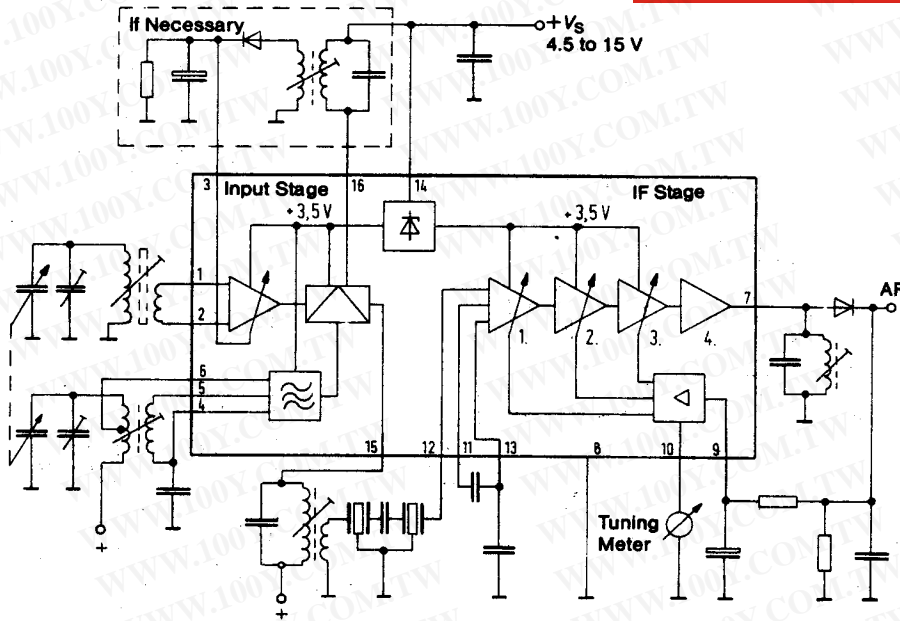 If Necessary
+VS
4.5 to 15 V
3
Input Stage
16
14
IF Stage
+3,5 V
+3,5 V
1
2
7
AF
1.
2.
3.
4.
6
5
4
15
12
11
13
8
10
9
Tuning
Meter
+
+
WWW.100Y.COM.TW